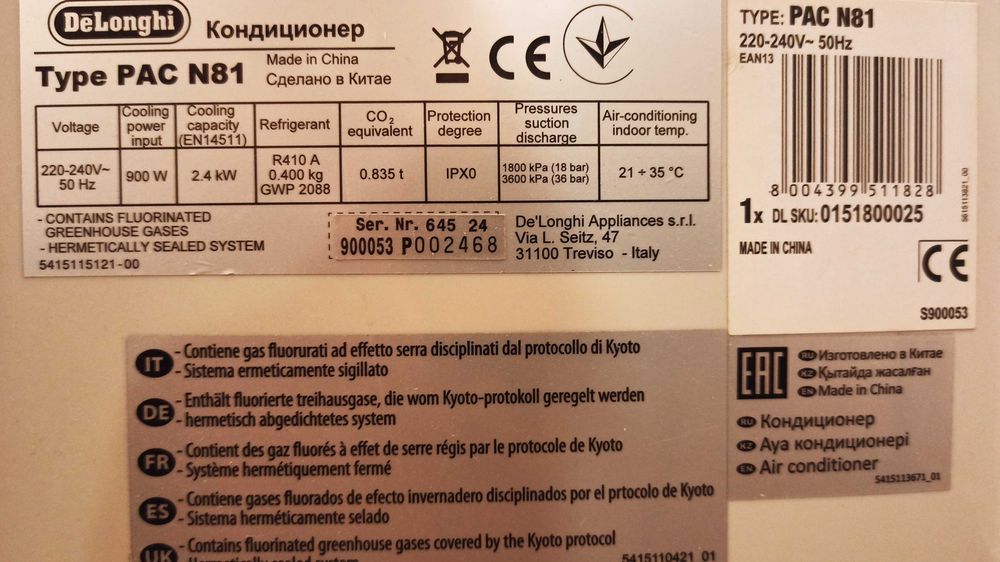 DeLonghi
Кондиционер
Type PAC N81
Made in China
Сделано в Китае
CE
Voltage
Cooling power input
Cooling capacity (EN14511)
Refrigerant
CO2 equivalent
Protection degree
Pressures suction discharge
Air-conditioning indoor temp.
220-240V~ 50 Hz
900 W
2.4 kW
R410 A 0.400 kg GWP 2088
0.835 t
IPX0
1800 kPa (18 bar) 3600 kPa (36 bar)
21 ÷ 35 °C
- CONTAINS FLUORINATED
GREENHOUSE GASES
- HERMETICALLY SEALED SYSTEM
5415115121-00
Ser. Nr. 645 24
900053 P002468
De'Longhi Appliances s.r.l.
Via L. Seitz, 47
31100 Treviso - Italy
TYPE: PAC N81
220-240V~ 50Hz
EAN13
8 004399 511828
5615113821_00
1x DL SKU: 0151800025
MADE IN CHINA
CE
S900053
IT - Contiene gas fluorurati ad effetto serra disciplinati dal protocollo di Kyoto
- Sistema ermeticamente sigillato
DE - Enthält fluorierte treihausgase, die wom Kyoto-protokoll geregelt werden
- hermetisch abgedichtetes system
FR - Contient des gaz fluorés à effet de serre régis par le protocole de Kyoto
- Système hermétiquement fermé
ES - Contiene gases fluorados de efecto invernadero disciplinados por el prtocolo de Kyoto
- Sistema herméticamente selado
UK - Contains fluorinated greenhouse gases covered by the Kyoto protocol
- Hermetically sealed system
5415110421_01
EAC
RU Изготовлено в Китае
KZ Қытайда жасалған
EN Made in China
RU Кондиционер
KZ Ауа кондиционері
EN Air conditioner
5415113671_01